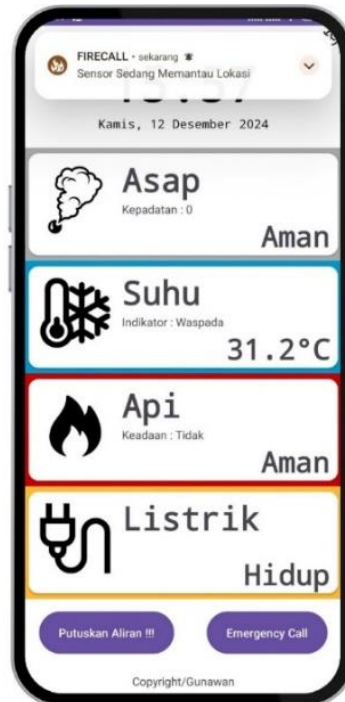 FIRECALL • sekarang
Sensor Sedang Memantau Lokasi
Kamis, 12 Desember 2024
Asap
Kepadatan : 0
Aman
Suhu
Indikator : Waspada
31.2°C
Api
Keadaan : Tidak
Aman
Listrik
Hidup
Putuskan Aliran !!!
Emergency Call
Copyright/Gunawan